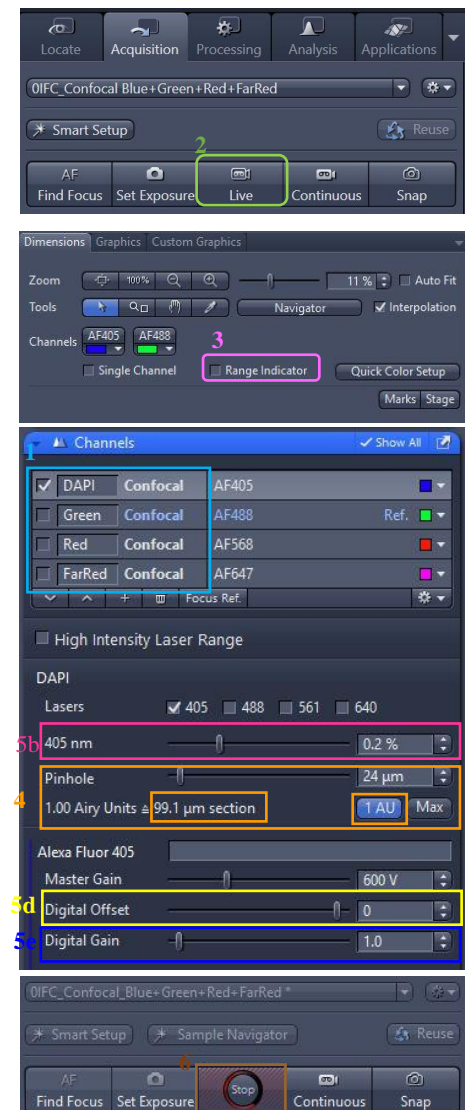 Locate Acquisition Processing Analysis Applications
0IFC_Confocal Blue+Green+Red+FarRed
Smart Setup Reuse
2
AF
Find Focus Set Exposure Live Continuous Snap
Dimensions Graphics Custom Graphics
Zoom 100% 11 % Auto Fit
Tools Navigator Interpolation
Channels AF405 AF488
3
Single Channel Range Indicator Quick Color Setup
Marks Stage
1 Channels Show All
DAPI Confocal AF405
Green Confocal AF488 Ref.
Red Confocal AF568
FarRed Confocal AF647
Focus Ref.
High Intensity Laser Range
DAPI
Lasers 405 488 561 640
5b 405 nm 0.2 %
Pinhole 24 µm
4 1.00 Airy Units ≙ 99.1 µm section 1 AU Max
Alexa Fluor 405
Master Gain 600 V
5d Digital Offset 0
5e Digital Gain 1.0
0IFC_Confocal_Blue+Green+Red+FarRed *
Smart Setup Sample Navigator Reuse
6
AF Stop
Find Focus Set Exposure Continuous Snap